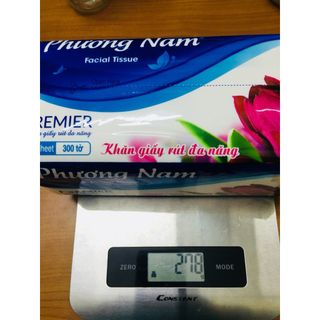 Phương Nam
Facial Tissue
REMIER
giấy rút đa năng
heet 300 tờ
Khăn giấy rút đa năng
Phương Nam
ZERO 278 MODE
CONSTANT